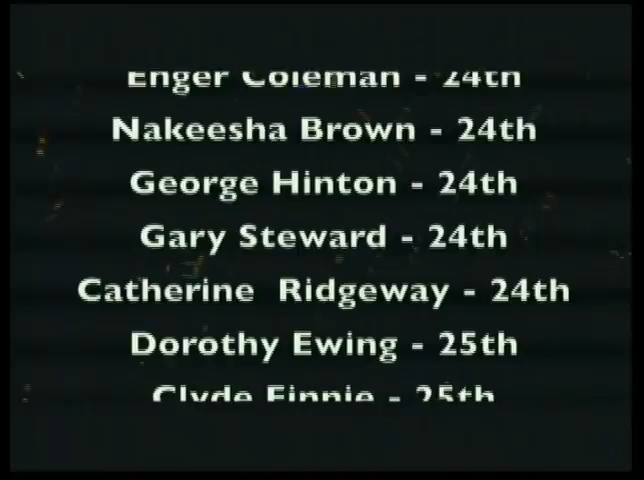 Enger Coleman - 24th
Nakeesha Brown - 24th
George Hinton - 24th
Gary Steward - 24th
Catherine Ridgeway - 24th
Dorothy Ewing - 25th
Clyde Finnie - 25th